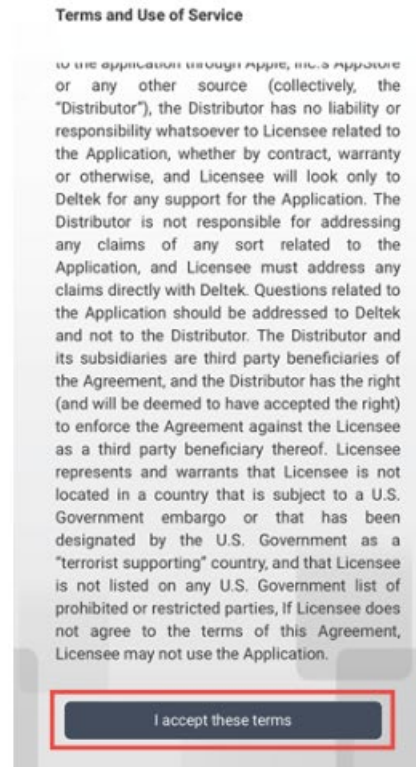 Terms and Use of Service
to the application through Apple, Inc.'s AppStore
or any other source (collectively, the
“Distributor”), the Distributor has no liability or
responsibility whatsoever to Licensee related to
the Application, whether by contract, warranty
or otherwise, and Licensee will look only to
Deltek for any support for the Application. The
Distributor is not responsible for addressing
any claims of any sort related to the
Application, and Licensee must address any
claims directly with Deltek. Questions related to
the Application should be addressed to Deltek
and not to the Distributor. The Distributor and
its subsidiaries are third party beneficiaries of
the Agreement, and the Distributor has the right
(and will be deemed to have accepted the right)
to enforce the Agreement against the Licensee
as a third party beneficiary thereof. Licensee
represents and warrants that Licensee is not
located in a country that is subject to a U.S.
Government embargo or that has been
designated by the U.S. Government as a
“terrorist supporting” country, and that Licensee
is not listed on any U.S. Government list of
prohibited or restricted parties, If Licensee does
not agree to the terms of this Agreement,
Licensee may not use the Application.
I accept these terms